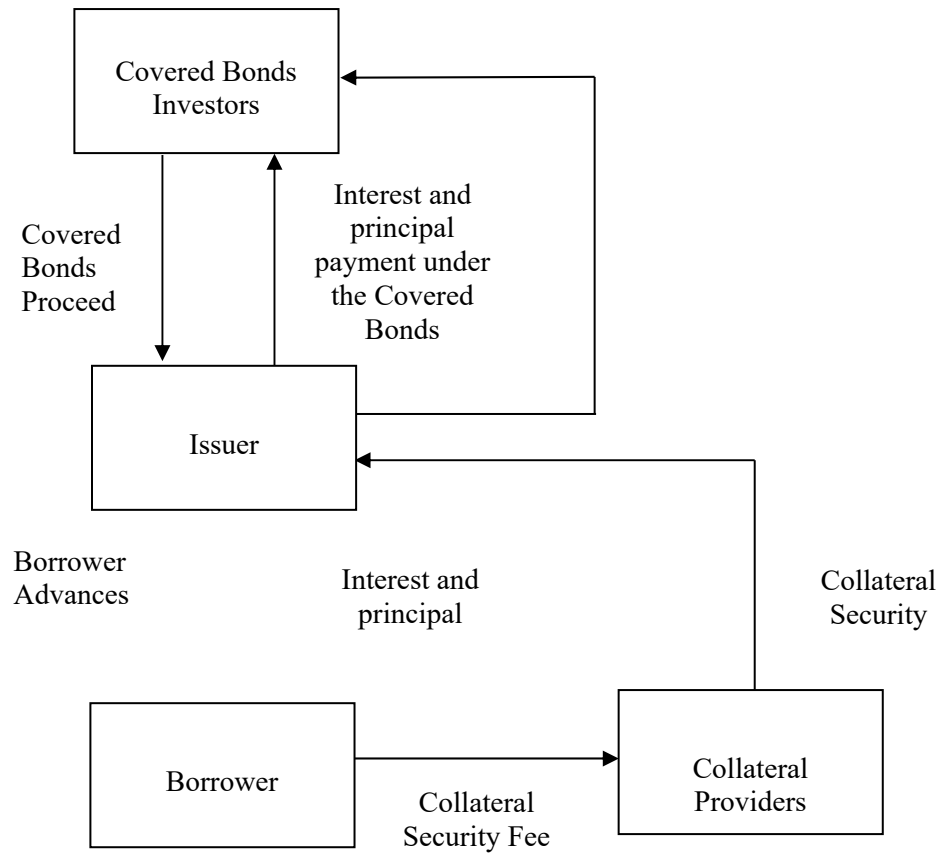 Covered Bonds
Investors
Covered
Bonds
Proceed
Interest and
principal
payment under
the Covered
Bonds
Issuer
Borrower
Advances
Interest and
principal
Collateral
Security
Borrower
Collateral
Security Fee
Collateral
Providers